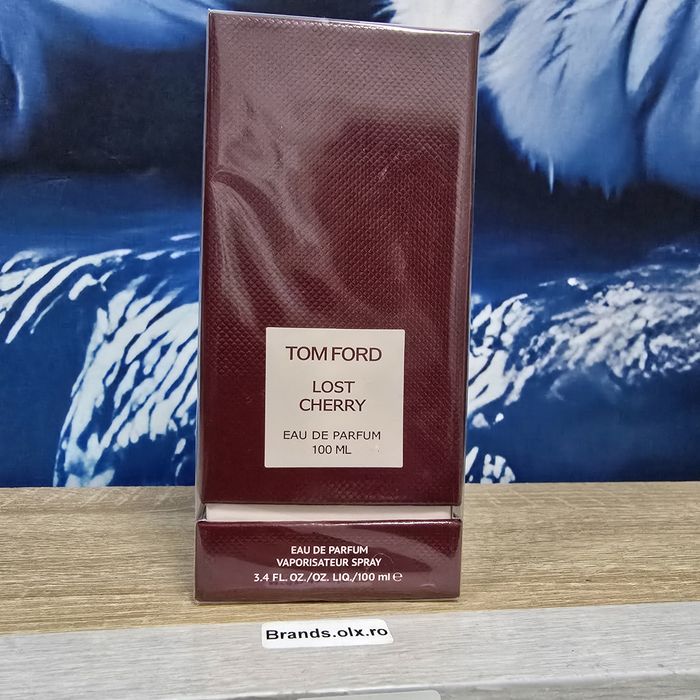 TOM FORD
LOST
CHERRY
EAU DE PARFUM
100 ML
EAU DE PARFUM
VAPORISATEUR SPRAY
3.4 FL. OZ./OZ. LIQ./100 ml ℮
Brands.olx.ro